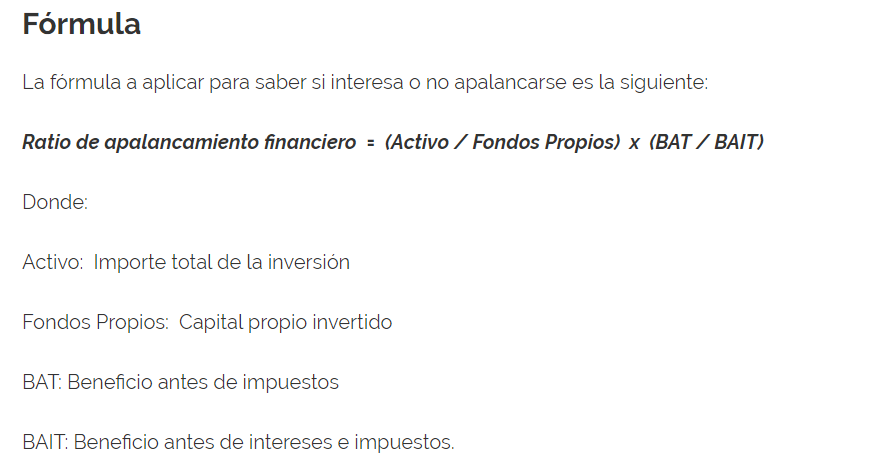 Fórmula
La fórmula a aplicar para saber si interesa o no apalancarse es la siguiente:
Ratio de apalancamiento financiero = (Activo / Fondos Propios) x (BAT / BAIT)
Donde:
Activo: Importe total de la inversión
Fondos Propios: Capital propio invertido
BAT: Beneficio antes de impuestos
BAIT: Beneficio antes de intereses e impuestos.